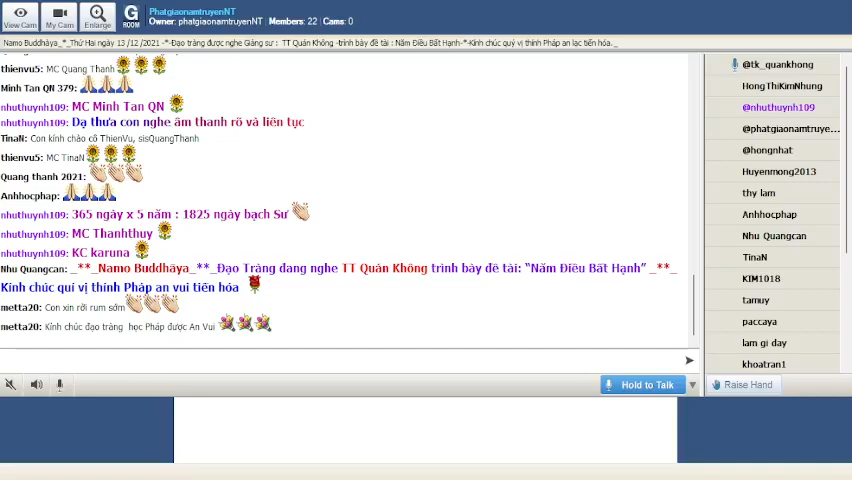 View Cam
My Cam
Enlarge
G
ROOM
PhatgiaonamtruyenNT
Owner: phatgiaonamtruyenNT | Members: 22 | Cams: 0
Namo Buddhàya_*_Thứ Hai ngày 13 /12 /2021 -*-Đạo tràng được nghe Giảng sư : TT Quán Không -trình bày đề tài : Năm Điều Bất Hạnh-*-Kính chúc quý vị thính Pháp an lạc tiến hóa._
thienvu5: MC Quang Thanh
Minh Tan QN 379:
nhuthuynh109: MC Minh Tan QN
nhuthuynh109: Dạ thưa con nghe âm thanh rõ và liên tục
TinaN: Con kính chào cô ThienVu, sisQuangThanh
thienvu5: MC TinaN
Quang thanh 2021:
Anhhocphap:
nhuthuynh109: 365 ngày x 5 năm : 1825 ngày bạch Sư
nhuthuynh109: MC Thanhthuy
nhuthuynh109: KC karuna
Nhu Quangcan: _**_Namo Buddhãya_**_Đạo Tràng đang nghe TT Quán Không trình bày đề tài: “Năm Điều Bất Hạnh” _**_
Kính chúc quí vị thính Pháp an vui tiến hóa
metta20: Con xin rời rum sớm
metta20: Kính chúc đạo tràng học Pháp được An Vui
@tk_quankhong
HongThiKimNhung
@nhuthuynh109
@phatgiaonamtruye...
@hongnhat
Huyenmong2013
thy lam
Anhhocphap
Nhu Quangcan
TinaN
KIM1018
tamuy
paccaya
lam gi day
khoatran1
Hold to Talk
Raise Hand